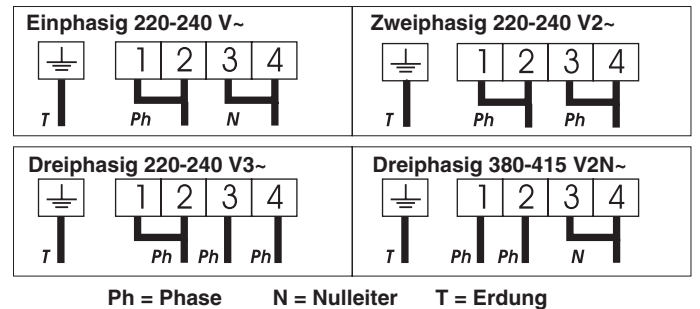 Einphasig 220-240 V~
1 2 3 4
T Ph N
Zweiphasig 220-240 V2~
1 2 3 4
T Ph Ph
Dreiphasig 220-240 V3~
1 2 3 4
T Ph Ph Ph
Dreiphasig 380-415 V2N~
1 2 3 4
T Ph Ph N
Ph = Phase N = Nulleiter T = Erdung